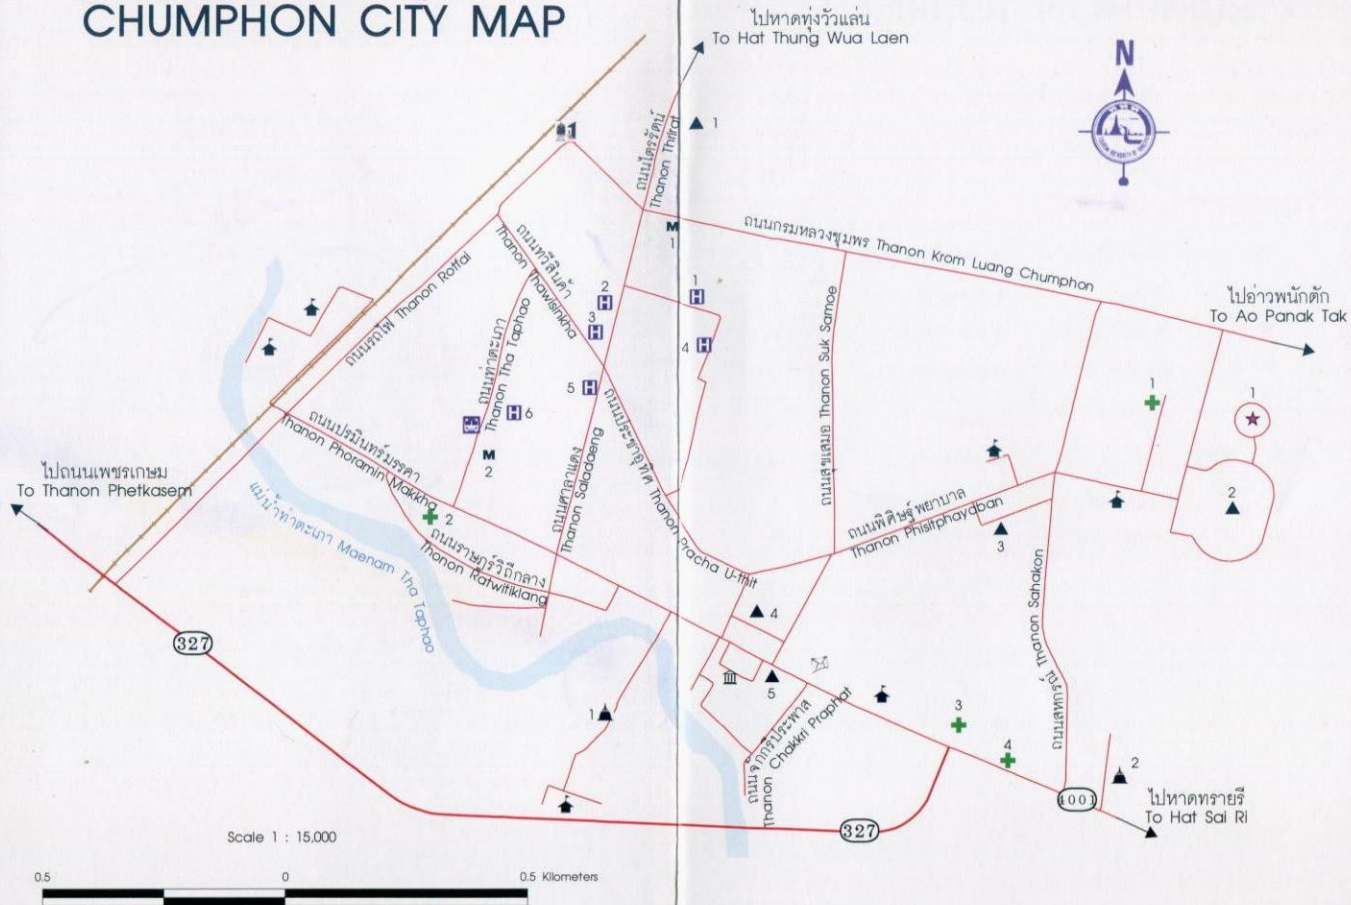 CHUMPHON CITY MAP
ไปหาดทุ่งวัวแล่น
To Hat Thung Wua Laen
N
1
1
ถนนไตรรัตน์
Thanon Thrirat
M
1
ถนนกรมหลวงชุมพร Thanon Krom Luang Chumphon
ถนนทวีสินค้า
Thanon Thawisinkha
ถนนรถไฟ Thanon Rotfai
ไปอ่าวพนักตัก
To Ao Panak Tak
H 1
H 2
H 3
H 4
H 5
H 6
ถนนท่าตะเภา
Thanon Tha Taphao
M
2
ถนนสุขเสมอ Thanon Suk Samoe
1
1
2
ถนนปรมินทร์มรรคา
Thanon Phoramin Makkha
ถนนศาลาแดง
Thanon Saladaeng
ถนนประชาอุทิศ Thanon Pracha U-thit
ไปถนนเพชรเกษม
To Thanon Phetkasem
แม่น้ำท่าตะเภา Maenam Tha Taphao
2
ถนนราษฎร์วิถีกลาง
Thonon Ratwitiklang
ถนนพิศิษฐ์พยาบาล
Thanon Phisitphayaban
3
4
5
327
ถนนสหกรณ์ Thanon Sahakon
1
ถนนจักกรีประพาส
Thanon Chakkri Praphat
3
4
2
4001
ไปหาดทรายรี
To Hat Sai Ri
327
Scale 1 : 15,000
0.5 0 0.5 Kilometers